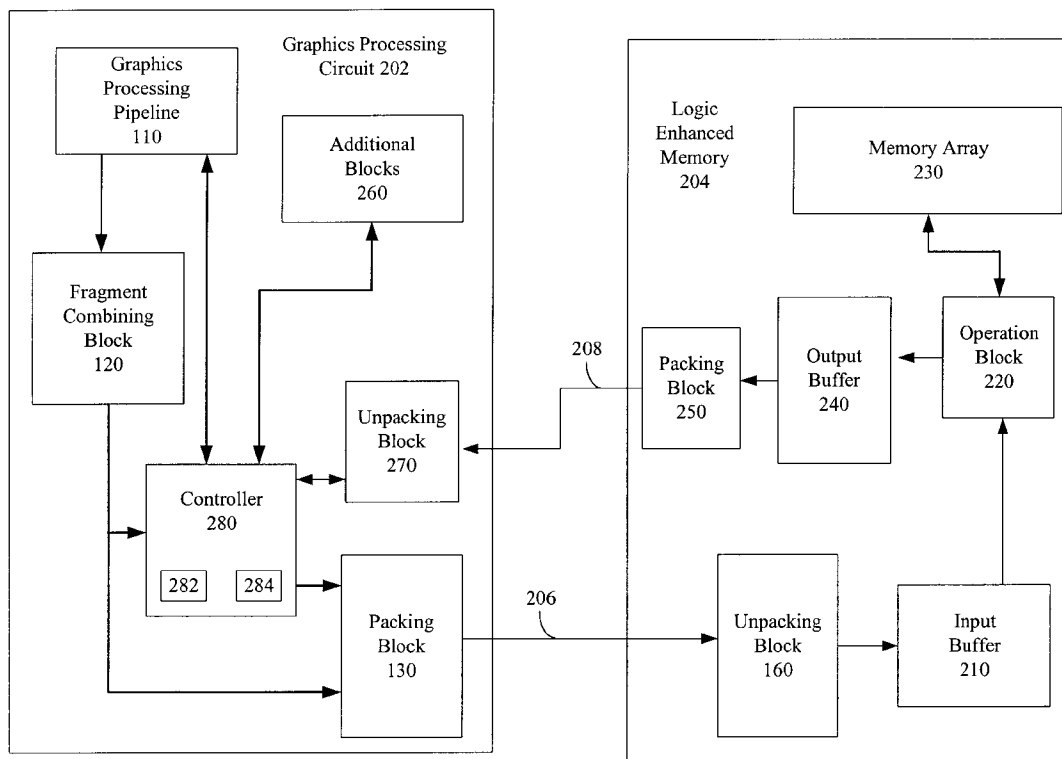 Graphics Processing
Circuit 202
Graphics
Processing
Pipeline
110
Additional
Blocks
260
Fragment
Combining
Block
120
Unpacking
Block
270
Controller
280
282
284
Packing
Block
130
206
208
Logic
Enhanced
Memory
204
Memory Array
230
Packing
Block
250
Output
Buffer
240
Operation
Block
220
Unpacking
Block
160
Input
Buffer
210